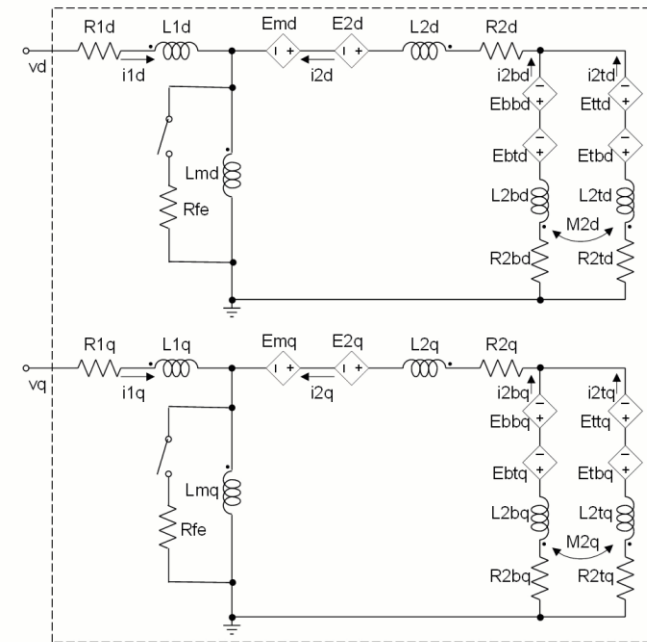 R1d L1d Emd E2d L2d R2d
vd i1d i2d i2bd i2td
Ebbd Ettd
Ebtd Etbd
Lmd L2bd L2td
Rfe M2d
R2bd R2td
R1q L1q Emq E2q L2q R2q
vq i1q i2q i2bq i2tq
Ebbq Ettq
Ebtq Etbq
Lmq L2bq L2tq
Rfe M2q
R2bq R2tq